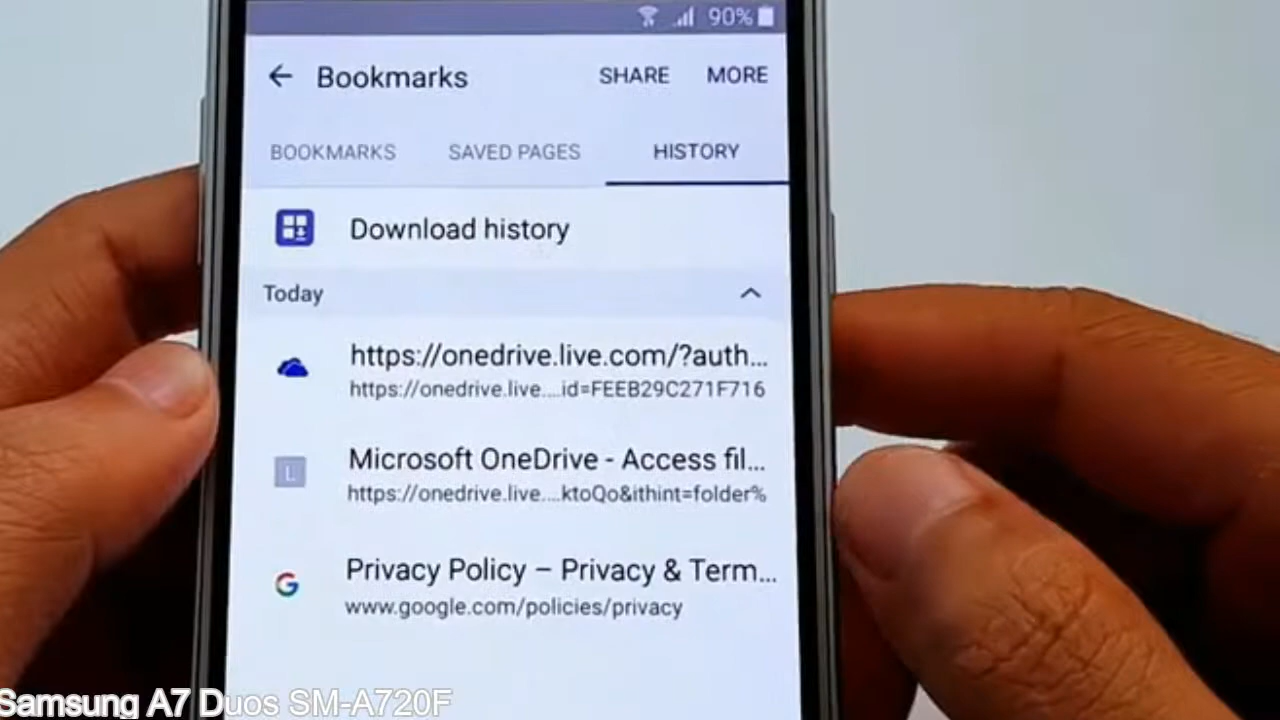 90%
Bookmarks SHARE MORE
BOOKMARKS SAVED PAGES HISTORY
Download history
Today
https://onedrive.live.com/?auth...
https://onedrive.live....id=FEEB29C271F716
L
Microsoft OneDrive - Access fil...
https://onedrive.live....ktoQo&ithint=folder%
G
Privacy Policy – Privacy & Term...
www.google.com/policies/privacy
Samsung A7 Duos SM-A720F